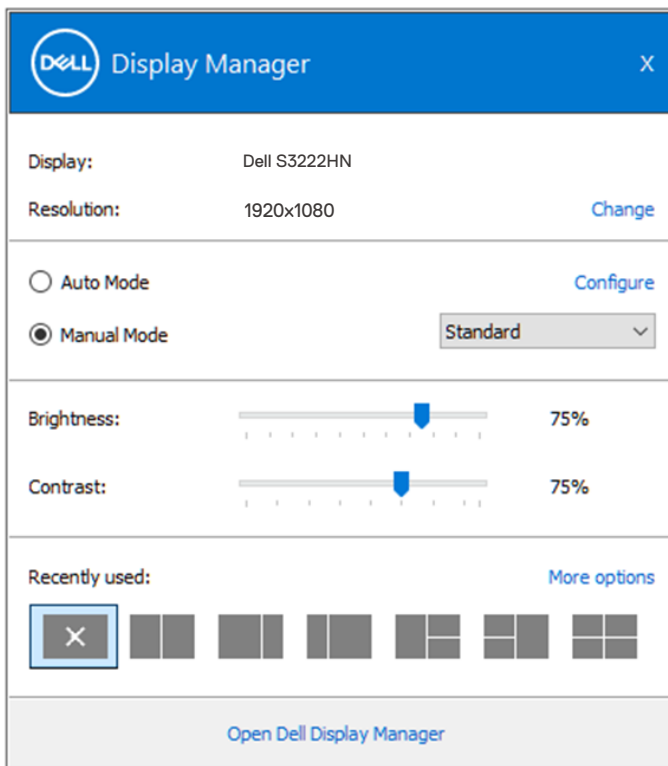 DELL Display Manager X
Display: Dell S3222HN
Resolution: 1920x1080 Change
Auto Mode Configure
Manual Mode Standard
Brightness: 75%
Contrast: 75%
Recently used: More options
Open Dell Display Manager